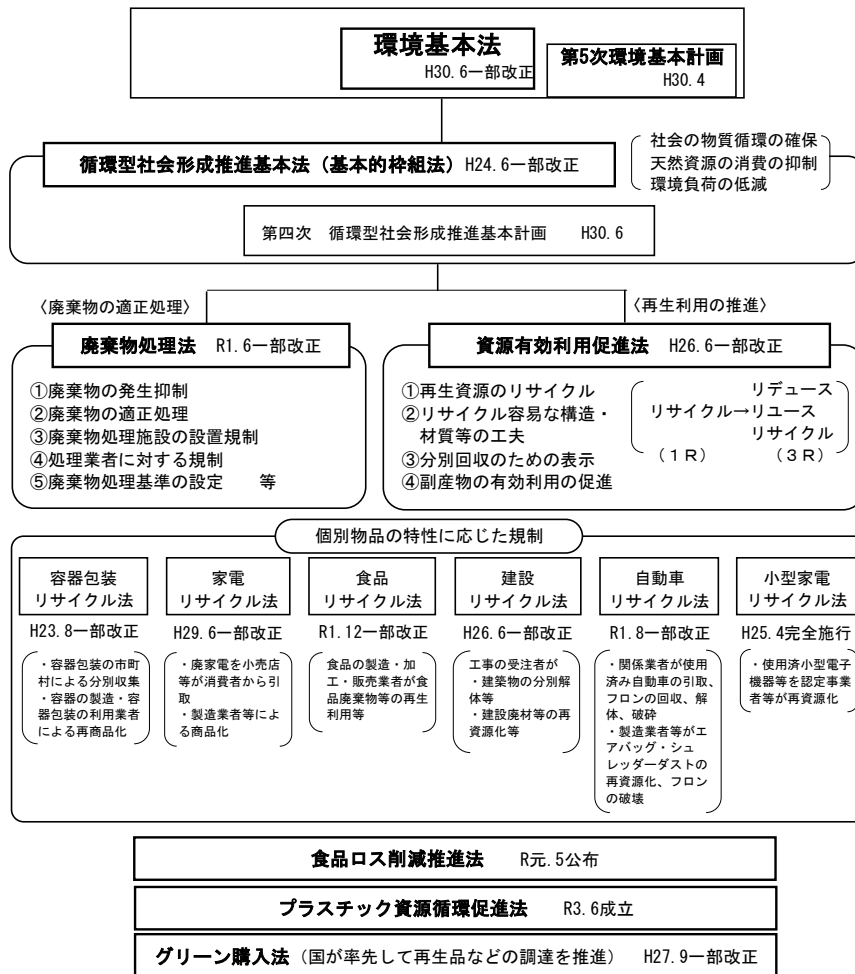 環境基本法
H30.6一部改正
第5次環境基本計画
H30.4
循環型社会形成推進基本法（基本的枠組法）H24.6一部改正
社会の物質循環の確保
天然資源の消費の抑制
環境負荷の低減
第四次　循環型社会形成推進基本計画　H30.6
〈廃棄物の適正処理〉
廃棄物処理法　R1.6一部改正
①廃棄物の発生抑制
②廃棄物の適正処理
③廃棄物処理施設の設置規制
④処理業者に対する規制
⑤廃棄物処理基準の設定　等
〈再生利用の推進〉
資源有効利用促進法　H26.6一部改正
①再生資源のリサイクル
②リサイクル容易な構造・
材質等の工夫
③分別回収のための表示
④副産物の有効利用の促進
リデュース
リサイクル→リユース
リサイクル
（１Ｒ）　（３Ｒ）
個別物品の特性に応じた規制
容器包装
リサイクル法
H23.8一部改正
・容器包装の市町
村による分別収集
・容器の製造・容
器包装の利用業者
による再商品化
家電
リサイクル法
H29.6一部改正
・廃家電を小売店
等が消費者から引
取
・製造業者等によ
る商品化
食品
リサイクル法
R1.12一部改正
食品の製造・加
工・販売業者が食
品廃棄物等の再生
利用等
建設
リサイクル法
H26.6一部改正
工事の受注者が
・建築物の分別解
体等
・建設廃材等の再
資源化等
自動車
リサイクル法
R1.8一部改正
・関係業者が使用
済み自動車の引取、
フロンの回収、解
体、破砕
・製造業者等がエ
アバッグ・シュ
レッダーダストの
再資源化、フロン
の破壊
小型家電
リサイクル法
H25.4完全施行
・使用済小型電子
機器等を認定事業
者等が再資源化
食品ロス削減推進法　R元.5公布
プラスチック資源循環促進法　R3.6成立
グリーン購入法（国が率先して再生品などの調達を推進）　H27.9一部改正